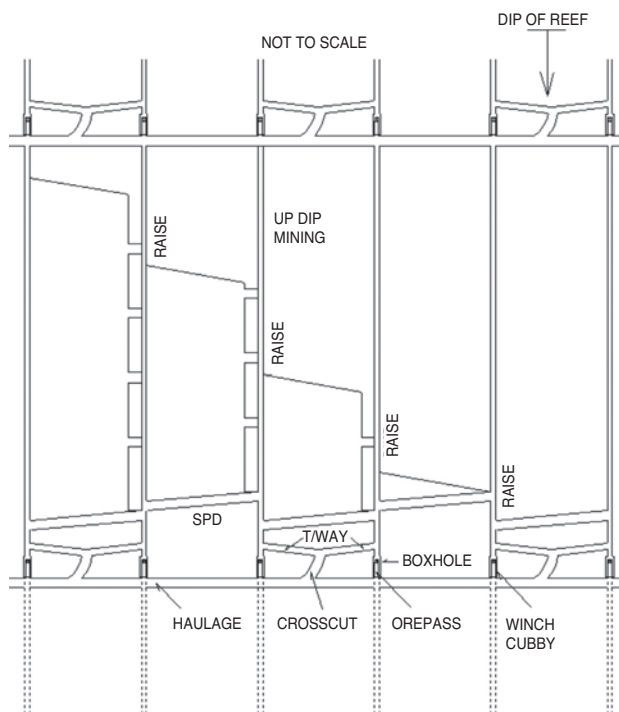 DIP OF REEF
NOT TO SCALE
RAISE
UP DIP
MINING
RAISE
RAISE
RAISE
SPD
T/WAY
BOXHOLE
HAULAGE
CROSSCUT
OREPASS
WINCH
CUBBY